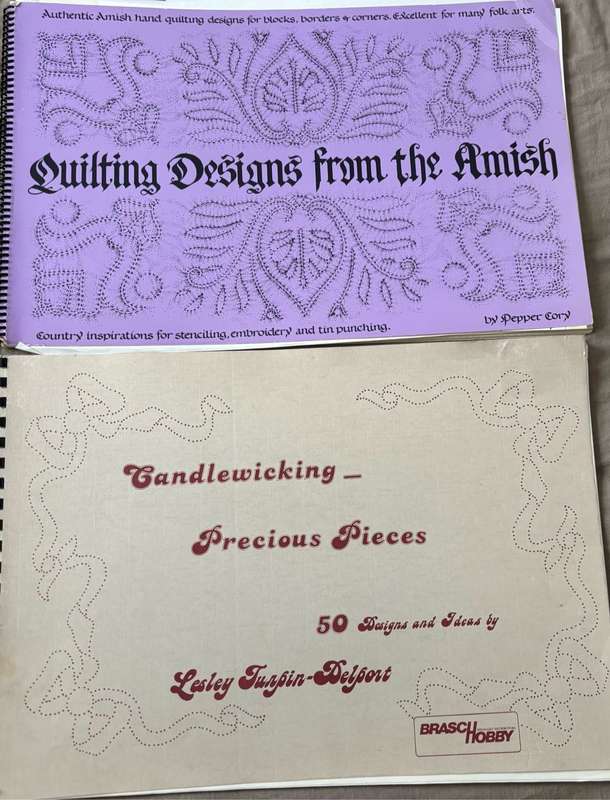 Authentic Amish hand quilting designs for blocks, borders & corners. Excellent for many folk arts.
Quilting Designs from the Amish
by Pepper Cory
Country inspirations for stenciling, embroidery and tin punching.
Candlewicking —
Precious Pieces
50 Designs and Ideas by
Lesley Turpin-Delport
BRASCH
HOBBY